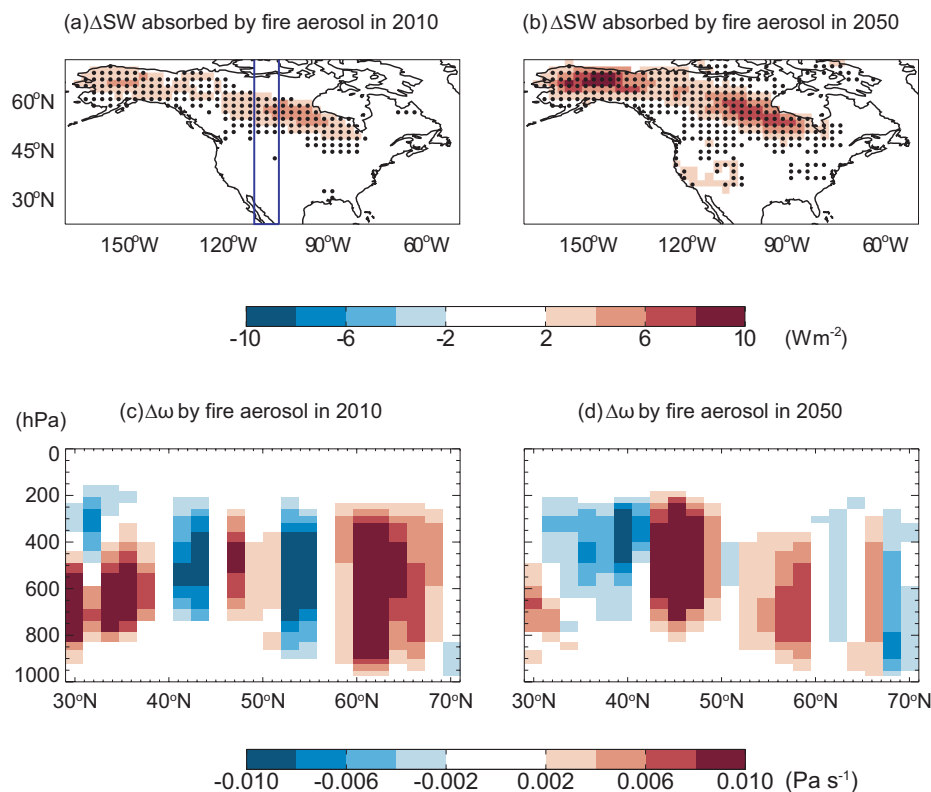 (a)ΔSW absorbed by fire aerosol in 2010
(b)ΔSW absorbed by fire aerosol in 2050
60°N
45°N
30°N
150°W 120°W 90°W 60°W
150°W 120°W 90°W 60°W
-10 -6 -2 2 6 10 (Wm-2)
(hPa)
(c)Δω by fire aerosol in 2010
(d)Δω by fire aerosol in 2050
0
200
400
600
800
1000
30°N 40°N 50°N 60°N 70°N
30°N 40°N 50°N 60°N 70°N
-0.010 -0.006 -0.002 0.002 0.006 0.010 (Pa s-1)